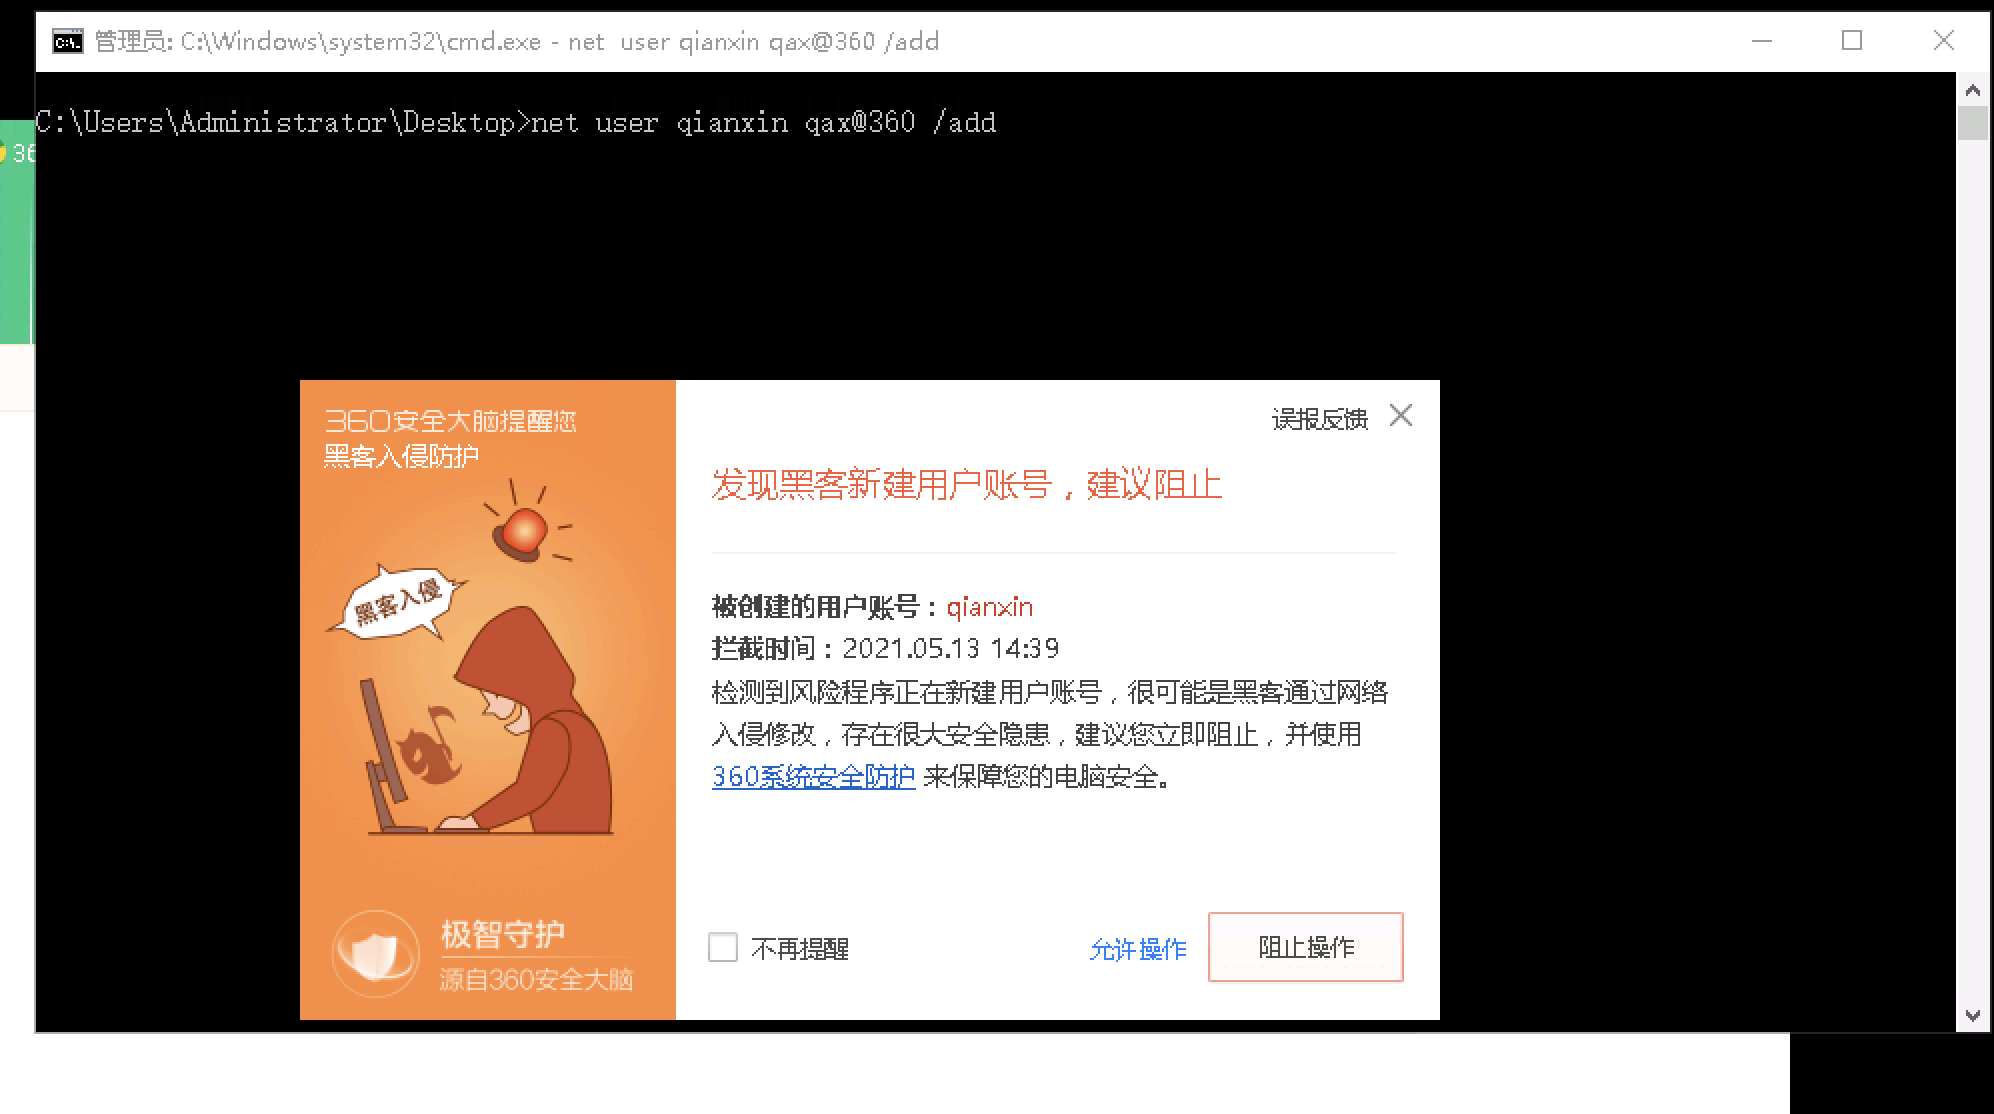 管理员: C:\Windows\system32\cmd.exe - net  user qianxin qax@360 /add
C:\Users\Administrator\Desktop>net user qianxin qax@360 /add
36
360安全大脑提醒您
黑客入侵防护
黑客入侵
极智守护
源自360安全大脑
误报反馈
发现黑客新建用户账号，建议阻止
被创建的用户账号：qianxin
拦截时间：2021.05.13 14:39
检测到风险程序正在新建用户账号，很可能是黑客通过网络
入侵修改，存在很大安全隐患，建议您立即阻止，并使用
360系统安全防护 来保障您的电脑安全。
不再提醒
允许操作
阻止操作